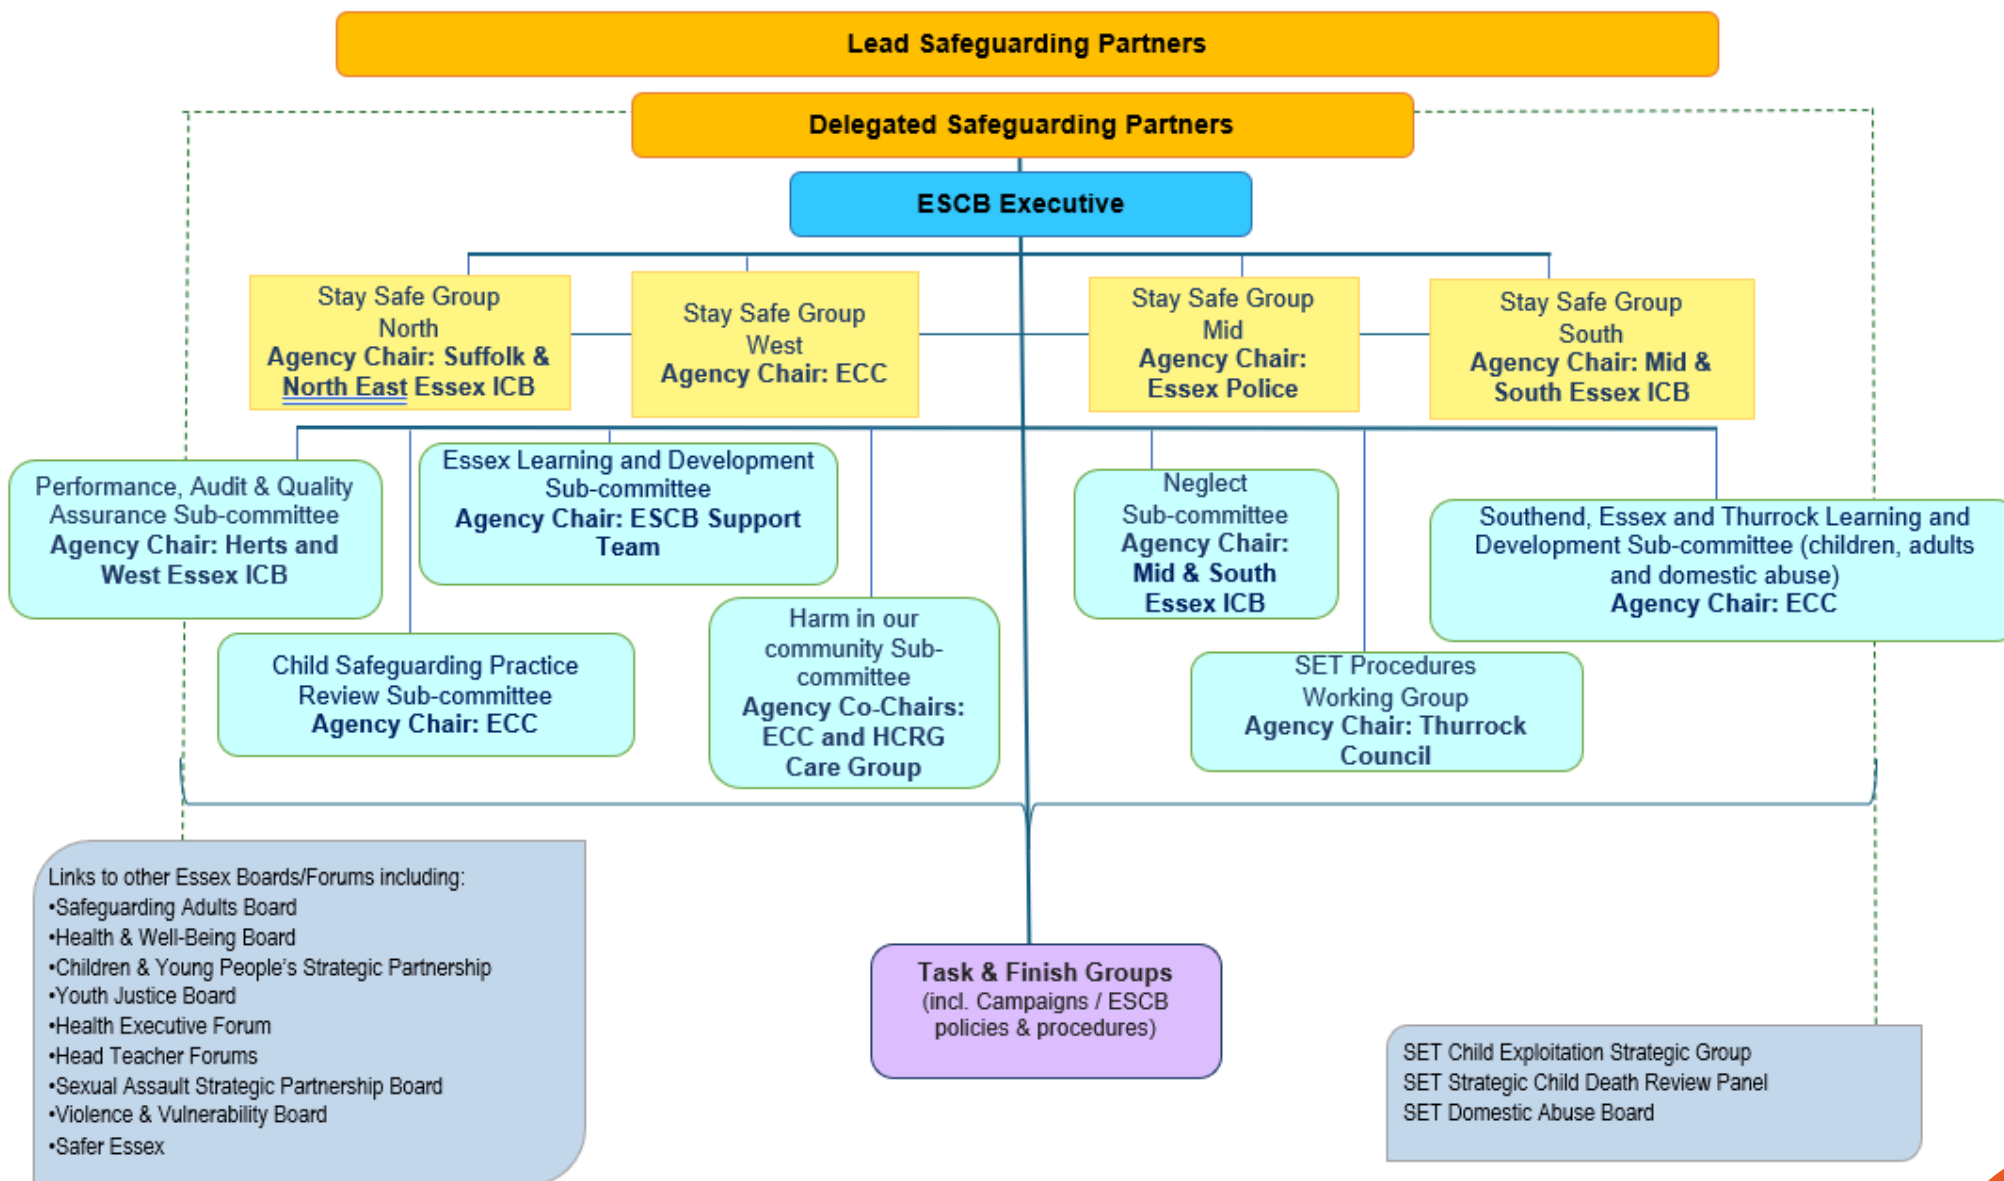 Lead Safeguarding Partners
Delegated Safeguarding Partners
ESCB Executive
Stay Safe Group
North
Agency Chair: Suffolk &
North East Essex ICB
Stay Safe Group
West
Agency Chair: ECC
Stay Safe Group
Mid
Agency Chair:
Essex Police
Stay Safe Group
South
Agency Chair: Mid &
South Essex ICB
Performance, Audit & Quality
Assurance Sub-committee
Agency Chair: Herts and
West Essex ICB
Essex Learning and Development
Sub-committee
Agency Chair: ESCB Support
Team
Neglect
Sub-committee
Agency Chair:
Mid & South
Essex ICB
Southend, Essex and Thurrock Learning and
Development Sub-committee (children, adults
and domestic abuse)
Agency Chair: ECC
Child Safeguarding Practice
Review Sub-committee
Agency Chair: ECC
Harm in our
community Sub-
committee
Agency Co-Chairs:
ECC and HCRG
Care Group
SET Procedures
Working Group
Agency Chair: Thurrock
Council
Links to other Essex Boards/Forums including:
•Safeguarding Adults Board
•Health & Well-Being Board
•Children & Young People's Strategic Partnership
•Youth Justice Board
•Health Executive Forum
•Head Teacher Forums
•Sexual Assault Strategic Partnership Board
•Violence & Vulnerability Board
•Safer Essex
Task & Finish Groups
(incl. Campaigns / ESCB
policies & procedures)
SET Child Exploitation Strategic Group
SET Strategic Child Death Review Panel
SET Domestic Abuse Board